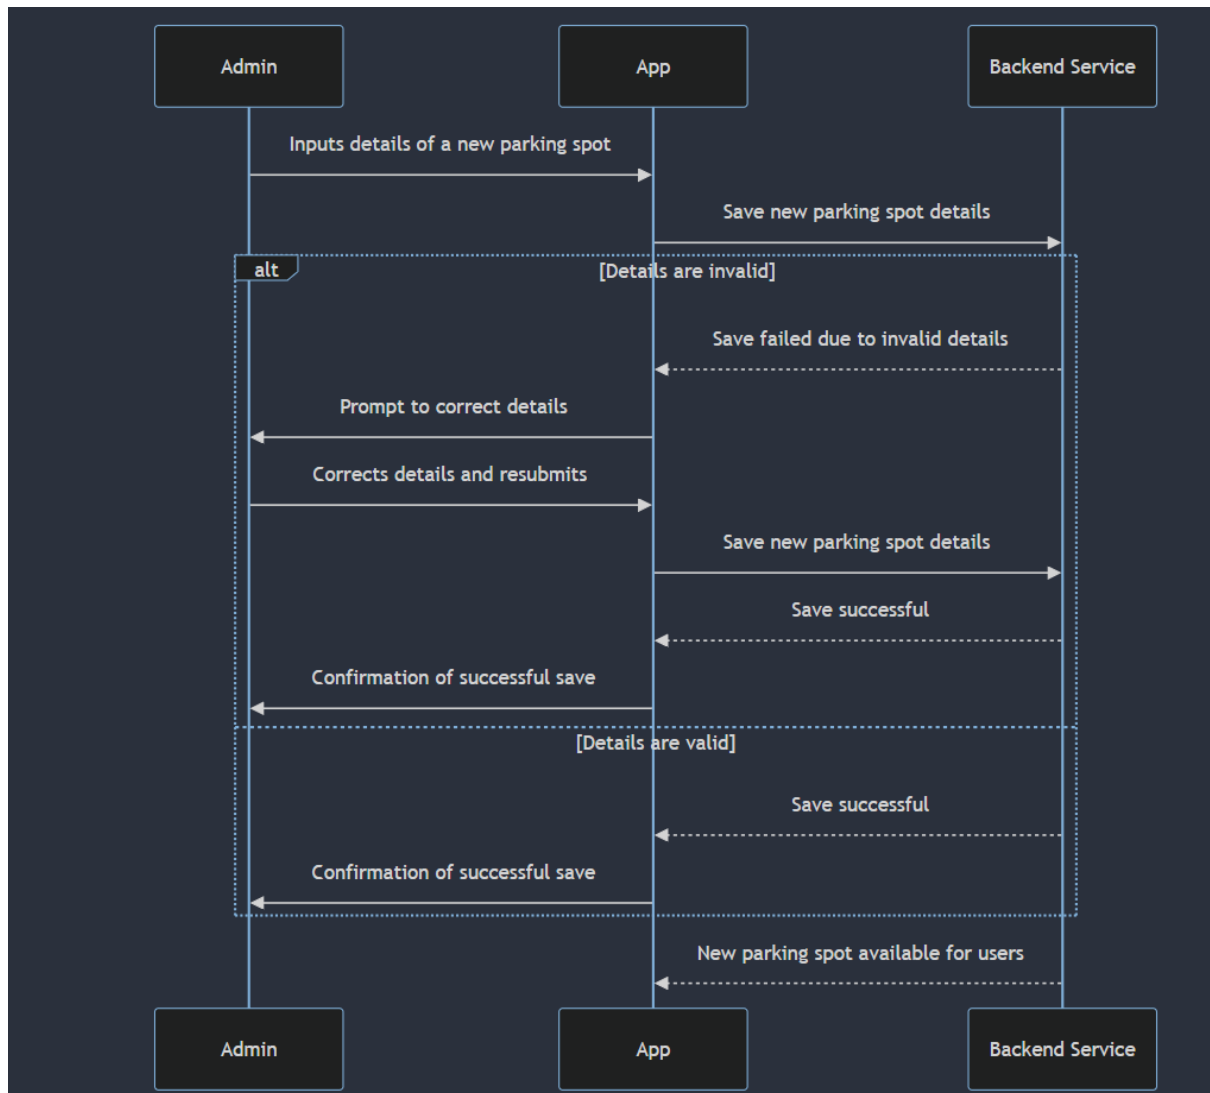 Admin
App
Backend Service
Inputs details of a new parking spot
Save new parking spot details
alt
[Details are invalid]
Save failed due to invalid details
Prompt to correct details
Corrects details and resubmits
Save new parking spot details
Save successful
Confirmation of successful save
[Details are valid]
Save successful
Confirmation of successful save
New parking spot available for users
Admin
App
Backend Service